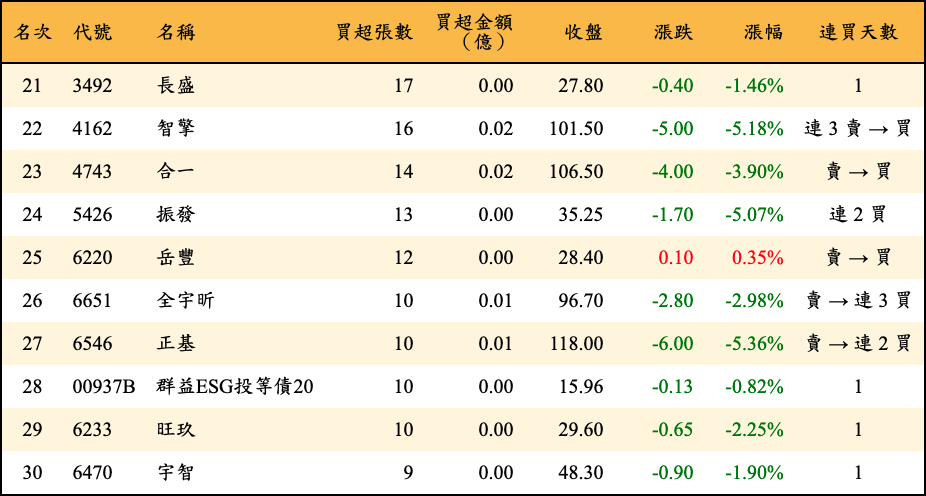 名次 代號 名稱 買超張數 買超金額（億） 收盤 漲跌 漲幅 連買天數
21 3492 長盛 17 0.00 27.80 -0.40 -1.46% 1
22 4162 智擎 16 0.02 101.50 -5.00 -5.18% 連 3 賣 → 買
23 4743 合一 14 0.02 106.50 -4.00 -3.90% 賣 → 買
24 5426 振發 13 0.00 35.25 -1.70 -5.07% 連 2 買
25 6220 岳豐 12 0.00 28.40 0.10 0.35% 賣 → 買
26 6651 全宇昕 10 0.01 96.70 -2.80 -2.98% 賣 → 連 3 買
27 6546 正基 10 0.01 118.00 -6.00 -5.36% 賣 → 連 2 買
28 00937B 群益ESG投等債20 10 0.00 15.96 -0.13 -0.82% 1
29 6233 旺玖 10 0.00 29.60 -0.65 -2.25% 1
30 6470 宇智 9 0.00 48.30 -0.90 -1.90% 1